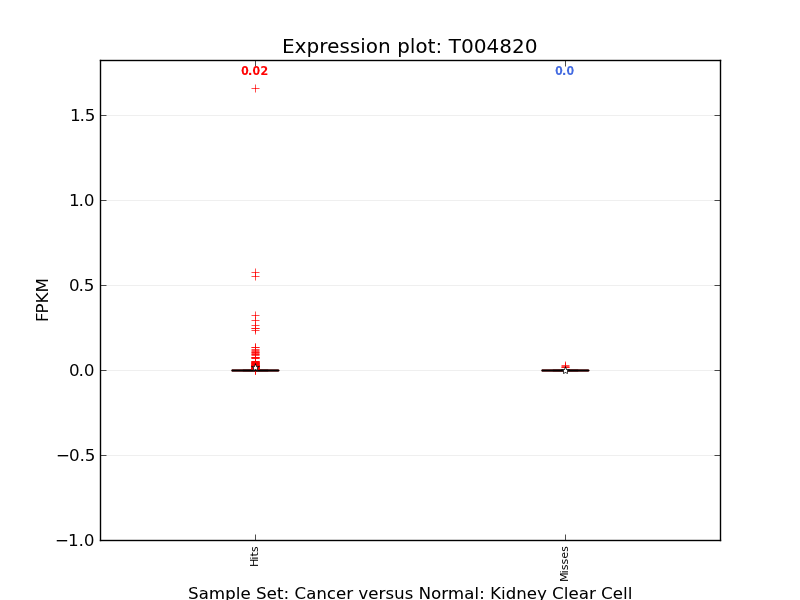 Expression plot: T004820
0.02
0.0
1.5
1.0
0.5
0.0
−0.5
−1.0
FPKM
Hits
Misses
Sample Set: Cancer versus Normal: Kidney Clear Cell